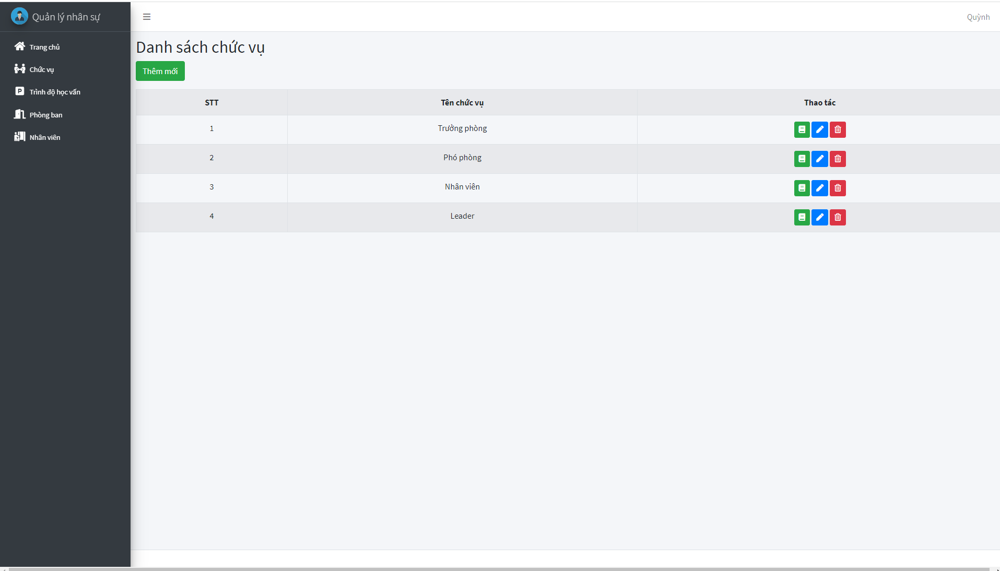 Quản lý nhân sự
Quỳnh
Trang chủ
Chức vụ
Trình độ học vấn
Phòng ban
Nhân viên
Danh sách chức vụ
Thêm mới
STT Tên chức vụ Thao tác
1 Trưởng phòng
2 Phó phòng
3 Nhân viên
4 Leader